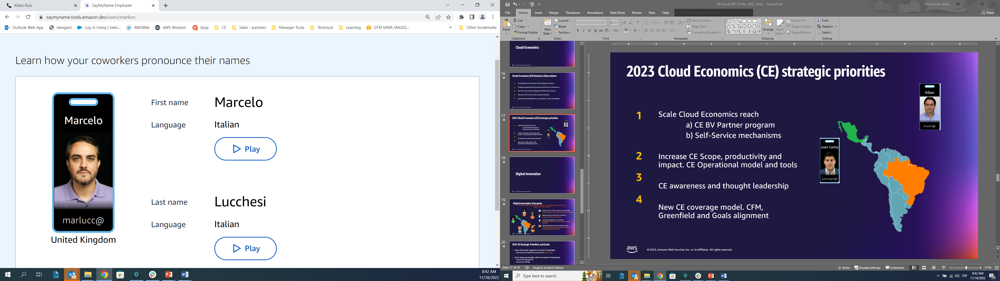 Kilian Ruiz
SayMyName Employee
saymyname.tools.amazon.dev/users/marlucc
Outlook Web App
Isengard
Log In Using | Sales...
AWSWiki
AWS Wisdom
Quip
CE
Sales - partners
Manager Tools
Technical
Learning
GTM MMR JAN202...
»
Other bookmarks
Learn how your coworkers pronounce their names
Marcelo
marlucc@
United Kingdom
First name
Marcelo
Language
Italian
Play
Last name
Lucchesi
Language
Italian
Play
8:42 AM
11/18/2022
All Hands ENT 18 Nov 2022_ Final - PowerPoint
Ruiz Nunez, Kilian
File
Home
Insert
Design
Transitions
Animations
Slide Show
Review
View
Help
Tell me what you want to do
Share
Paste
Cut
Copy
Format Painter
Clipboard
New
Slide
Layout
Reset
Section
Slides
8
B I U S abc AV Aa A
Font
Text Direction
Align Text
Convert to SmartArt
Paragraph
Arrange
Quick
Styles
Shape Fill
Shape Outline
Shape Effects
Drawing
Find
Replace
Select
Editing
Cloud Economics
16
Cloud Economics (CE) Business Observations
17
2023 Cloud Economics (CE) strategic priorities
18
Digital Innovation
19
Digital Innovation Enterprise
20
2023 DI Strategic Priorities and Goals
2023 Cloud Economics (CE) strategic priorities
1
Scale Cloud Economics reach
a) CE BV Partner program
b) Self-Service mechanisms
2
Increase CE Scope, productivity and
impact. CE Operational model and tools
3
CE awareness and thought leadership
4
New CE coverage model. CFM,
Greenfield and Goals alignment
Kilian
kruizn@
Juan Carlos
juancagm@
aws
© 2022, Amazon Web Services, Inc. or its affiliates. All rights reserved.
Slide 17 of 25
English (United States)
Notes
Display Settings
Comments
111%
Type here to search
ESP
8:42 AM
11/18/2022